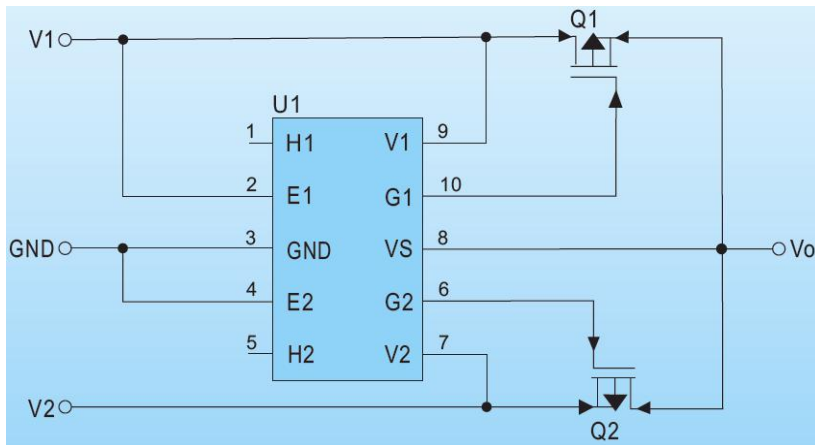 Q1
V1
U1
1 H1 V1 9
2 E1 G1 10
GND 3 GND VS 8 Vo
4 E2 G2 6
5 H2 V2 7
V2
Q2